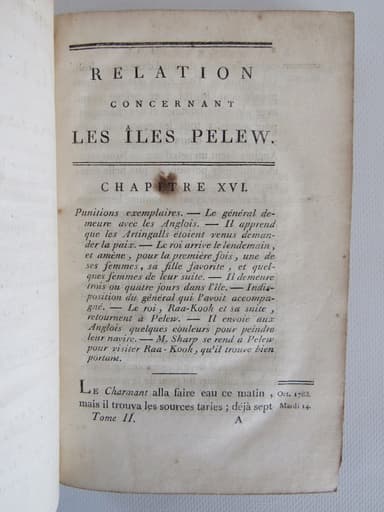 RELATION
CONCERNANT
LES ÎLES PELEW.
CHAPITRE XVI.
Punitions exemplaires. — Le général de-
meure avec les Anglois. — Il apprend
que les Artingalls étoient venus deman-
der la paix. — Le roi arrive le lendemain,
et amène, pour la première fois, une de
ses femmes, sa fille favorite, et quel-
ques femmes de leur suite. — Il demeure
trois ou quatre jours dans l'île. — Indis-
position du général qui l'avoit accompa-
gné. — Le roi, Raa-Kook et sa suite,
retournent à Pelew. — Il envoie aux
Anglois quelques couleurs pour peindre
leur navire. — M. Sharp se rend à Pelew
pour visiter Raa-Kook, qu'il trouve bien
portant.
LE Charmant alla faire eau ce matin, Oct. 1783.
mais il trouva les sources taries; déjà sept Mardi 14.
Tome II. A